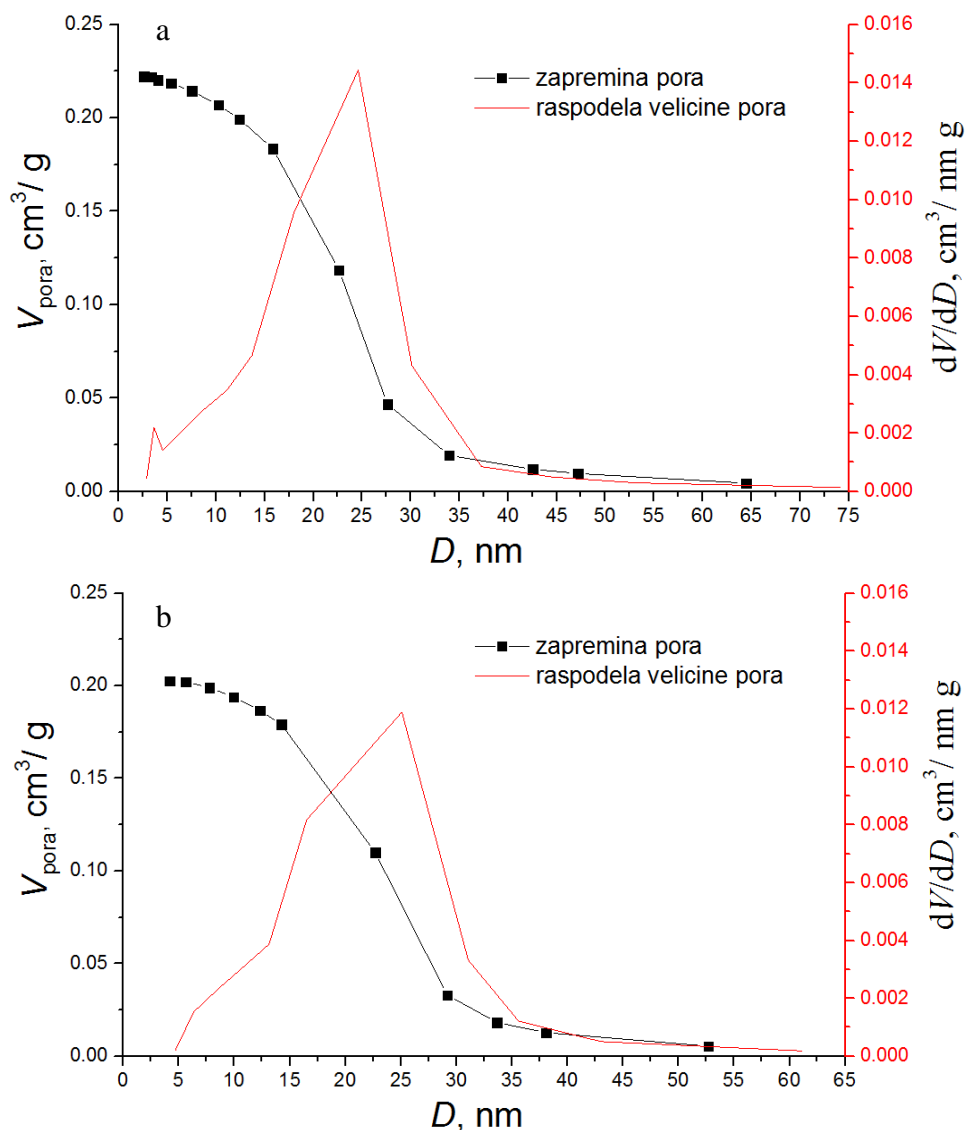 a
zapremina pora
raspodela velicine pora
V_pora, cm³/ g
0.25
0.20
0.15
0.10
0.05
0.00
0.016
0.014
0.012
0.010
0.008
0.006
0.004
0.002
0.000
dV/dD, cm³/ nm g
0 5 10 15 20 25 30 35 40 45 50 55 60 65 70 75
D, nm
b
zapremina pora
raspodela velicine pora
V_pora, cm³/ g
0.25
0.20
0.15
0.10
0.05
0.00
0.016
0.014
0.012
0.010
0.008
0.006
0.004
0.002
0.000
dV/dD, cm³/ nm g
0 5 10 15 20 25 30 35 40 45 50 55 60 65
D, nm